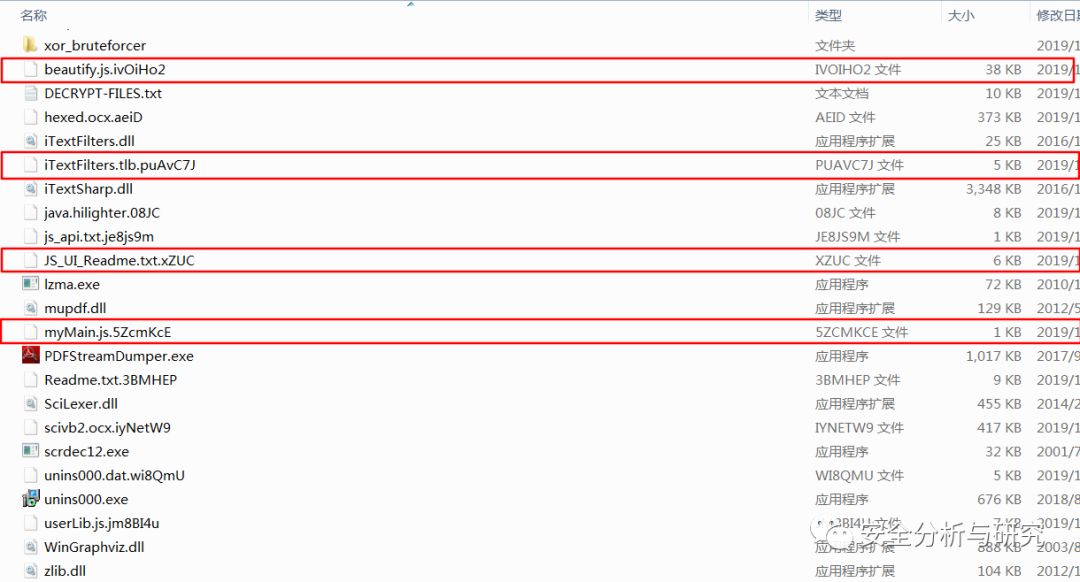 名称 类型 大小 修改日期
xor_bruteforcer 文件夹 2019/1
beautify.js.ivOiHo2 IVOIHO2 文件 38 KB 2019/1
DECRYPT-FILES.txt 文本文档 10 KB 2019/1
hexed.ocx.aeiD AEID 文件 373 KB 2019/1
iTextFilters.dll 应用程序扩展 25 KB 2016/1
iTextFilters.tlb.puAvC7J PUAVC7J 文件 5 KB 2019/1
iTextSharp.dll 应用程序扩展 3,348 KB 2016/1
java.hilighter.08JC 08JC 文件 8 KB 2019/1
js_api.txt.je8js9m JE8JS9M 文件 1 KB 2019/1
JS_UI_Readme.txt.xZUC XZUC 文件 6 KB 2019/1
lzma.exe 应用程序 72 KB 2010/1
mupdf.dll 应用程序扩展 129 KB 2012/5
myMain.js.5ZcmKcE 5ZCMKCE 文件 1 KB 2019/1
PDFStreamDumper.exe 应用程序 1,017 KB 2017/9
Readme.txt.3BMHEP 3BMHEP 文件 9 KB 2019/1
SciLexer.dll 应用程序扩展 455 KB 2014/2
scivb2.ocx.iyNetW9 IYNETW9 文件 417 KB 2019/1
scrdec12.exe 应用程序 32 KB 2001/7
unins000.dat.wi8QmU WI8QMU 文件 5 KB 2019/1
unins000.exe 应用程序 676 KB 2018/8
userLib.js.jm8BI4u 文件 7 KB 2019/1
安全分析与研究
WinGraphviz.dll 应用程序扩展 888 KB 2003/8
zlib.dll 应用程序扩展 104 KB 2012/1